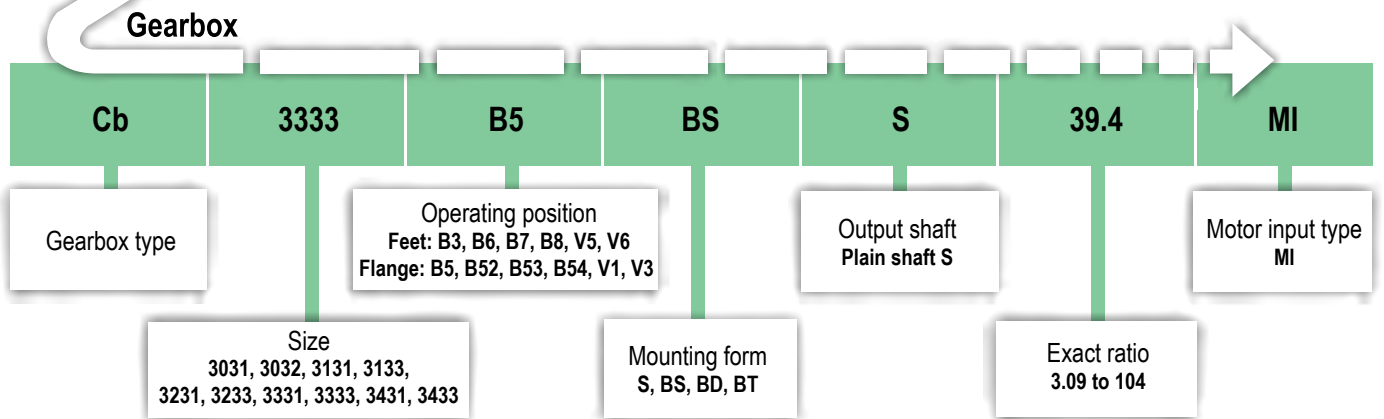 Gearbox
Cb 3333 B5 BS S 39.4 MI
Gearbox type
Operating position
Feet: B3, B6, B7, B8, V5, V6
Flange: B5, B52, B53, B54, V1, V3
Output shaft
Plain shaft S
Motor input type
MI
Size
3031, 3032, 3131, 3133,
3231, 3233, 3331, 3333, 3431, 3433
Mounting form
S, BS, BD, BT
Exact ratio
3.09 to 104